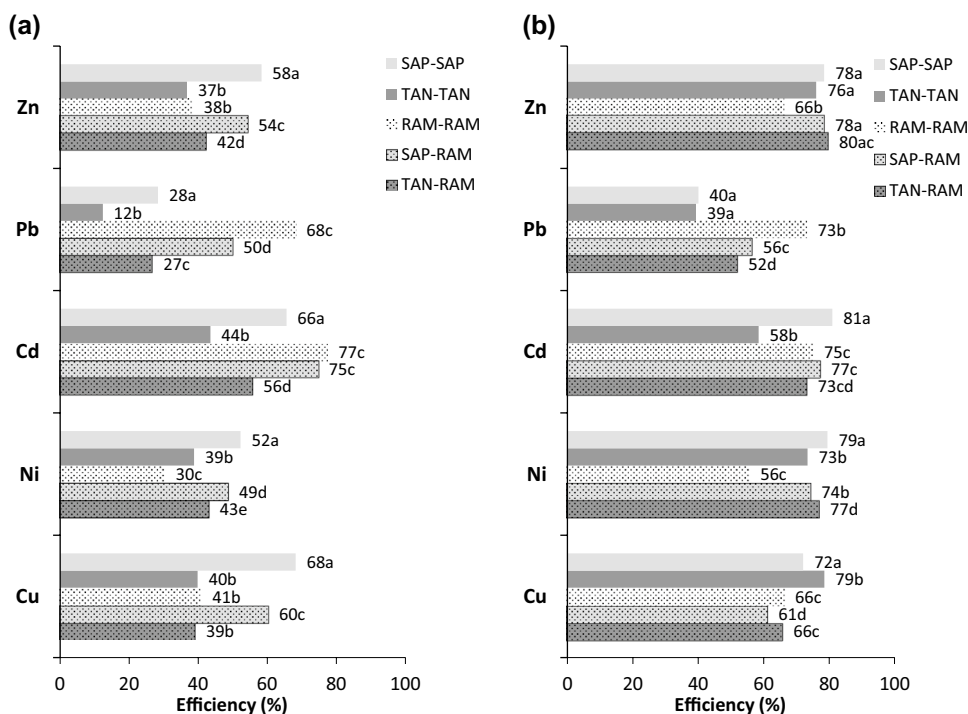 (a)
Zn
58a
37b
38b
54c
42d
Pb
28a
12b
68c
50d
27c
Cd
66a
44b
77c
75c
56d
Ni
52a
39b
30c
49d
43e
Cu
68a
40b
41b
60c
39b
SAP-SAP
TAN-TAN
RAM-RAM
SAP-RAM
TAN-RAM
0 20 40 60 80 100
Efficiency (%)
(b)
Zn
78a
76a
66b
78a
80ac
Pb
40a
39a
73b
56c
52d
Cd
81a
58b
75c
77c
73cd
Ni
79a
73b
56c
74b
77d
Cu
72a
79b
66c
61d
66c
SAP-SAP
TAN-TAN
RAM-RAM
SAP-RAM
TAN-RAM
0 20 40 60 80 100
Efficiency (%)